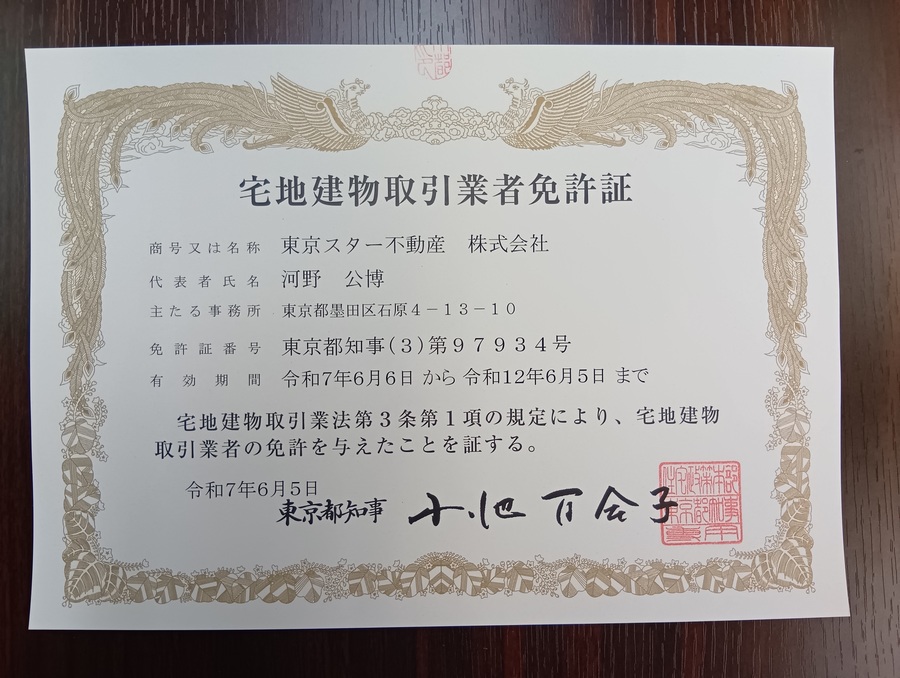 宅地建物取引業者免許証
商号又は名称 東京スター不動産 株式会社
代表者氏名 河野 公博
主たる事務所 東京都墨田区石原4－13－10
免許証番号 東京都知事(3)第97934号
有効期間 令和7年6月6日 から 令和12年6月5日 まで
宅地建物取引業法第3条第1項の規定により、宅地建物
取引業者の免許を与えたことを証する。
令和7年6月5日
東京都知事 小池百合子